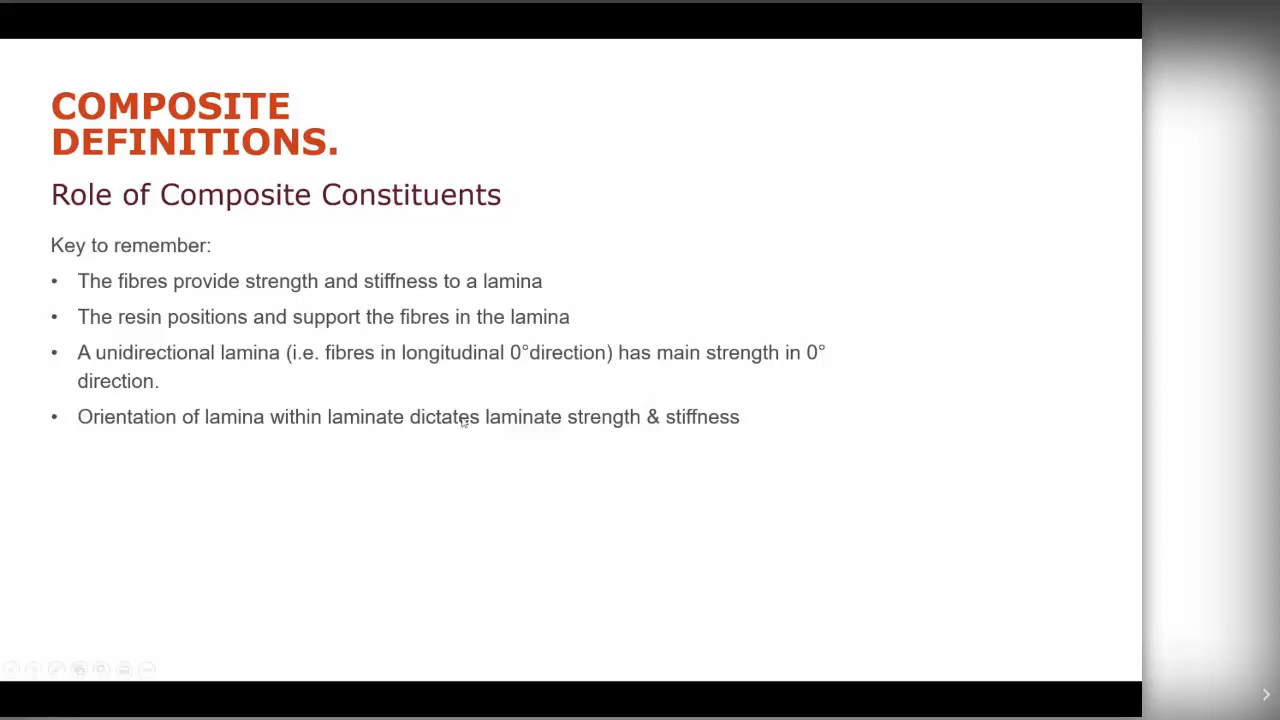 COMPOSITE
DEFINITIONS.
Role of Composite Constituents
Key to remember:
• The fibres provide strength and stiffness to a lamina
• The resin positions and support the fibres in the lamina
• A unidirectional lamina (i.e. fibres in longitudinal 0°direction) has main strength in 0°
direction.
• Orientation of lamina within laminate dictates laminate strength & stiffness